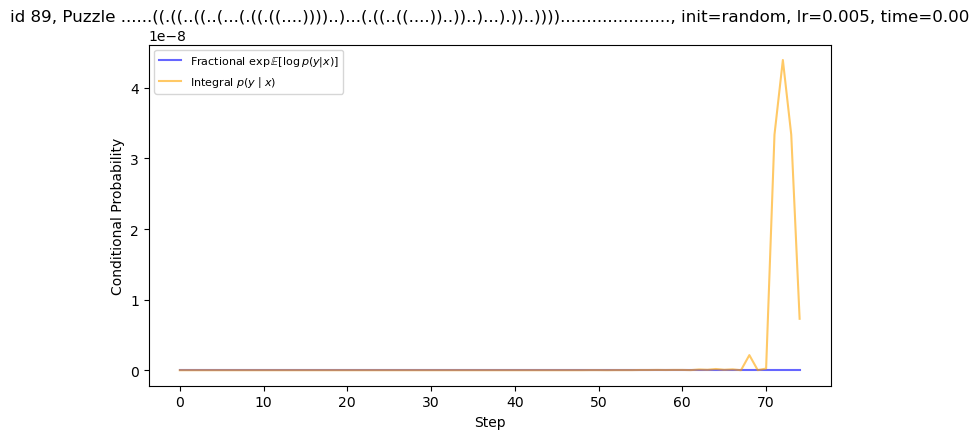 id 89, Puzzle ......((.((..((..(...(.((.((....))))..)...(.((..((....))..))..)...).))..))))....................., init=random, lr=0.005, time=0.00
1e−8
Fractional exp𝔼[log p(y|x)]
Integral p(y | x)
4
3
2
1
0
Conditional Probability
0 10 20 30 40 50 60 70
Step